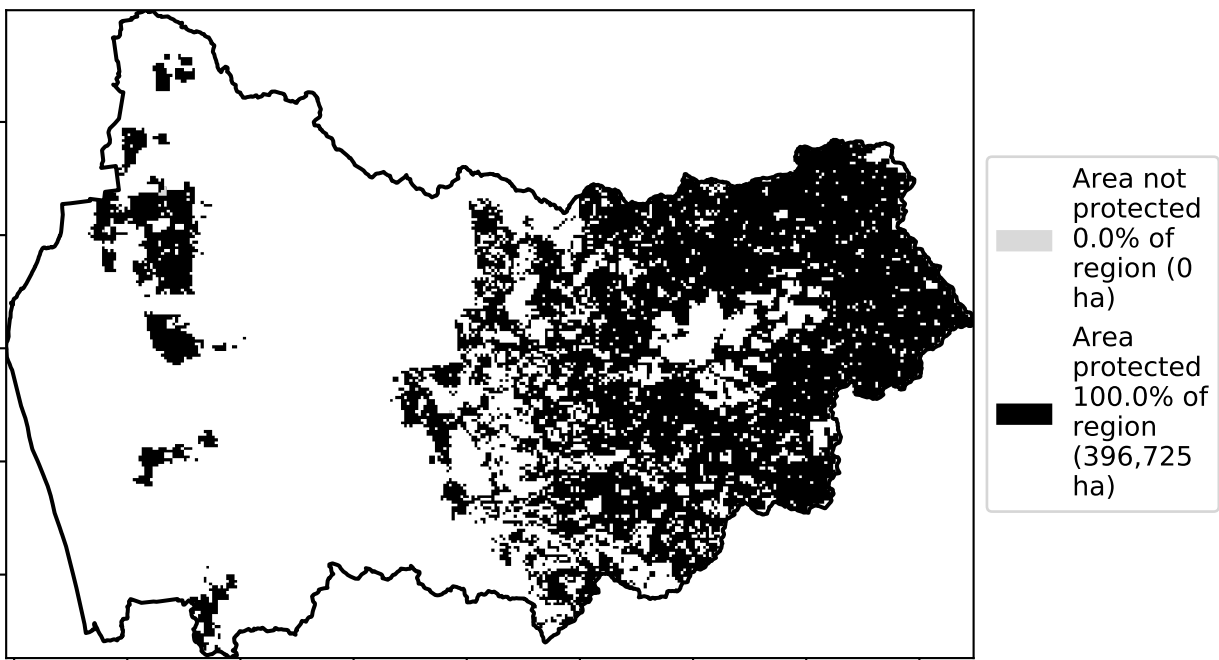 Area not
protected
0.0% of
region (0
ha)
Area
protected
100.0% of
region
(396,725
ha)